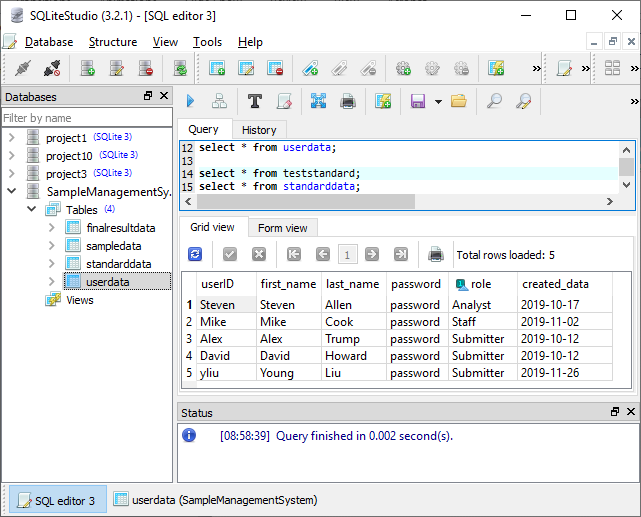 SQLiteStudio (3.2.1) - [SQL editor 3]
Database Structure View Tools Help
Databases
Filter by name
project1 (SQLite 3)
project10 (SQLite 3)
project3 (SQLite 3)
SampleManagementSy...
Tables (4)
finalresultdata
sampledata
standarddata
userdata
Views
Query History
12 select * from userdata;
13
14 select * from teststandard;
15 select * from standarddata;
Grid view Form view
1 Total rows loaded: 5
userID first_name last_name password role created_data
1 Steven Steven Allen password Analyst 2019-10-17
2 Mike Mike Cook password Staff 2019-11-02
3 Alex Alex Trump password Submitter 2019-10-12
4 David David Howard password Submitter 2019-10-12
5 yliu Young Liu password Submitter 2019-11-26
Status
[08:58:39] Query finished in 0.002 second(s).
SQL editor 3 userdata (SampleManagementSystem)